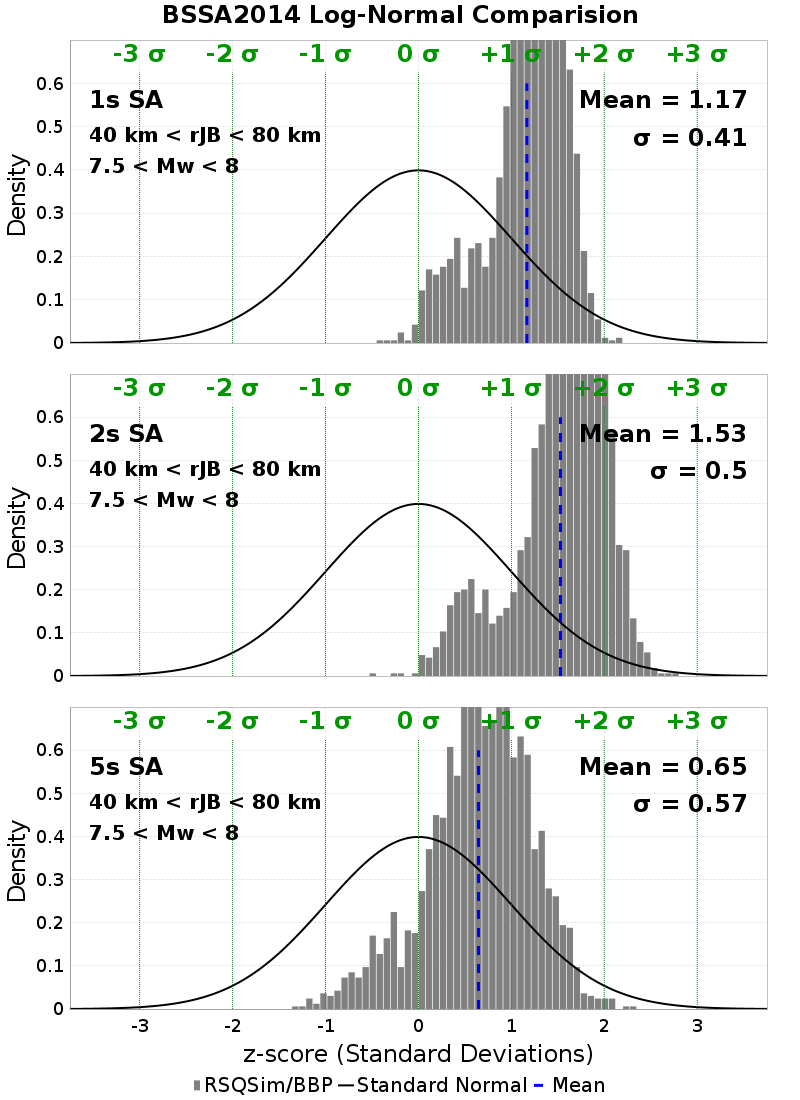 BSSA2014 Log-Normal Comparision
-3 σ -2 σ -1 σ 0 σ +1 σ +2 σ +3 σ
1s SA
Mean = 1.17
40 km < rJB < 80 km
σ = 0.41
7.5 < Mw < 8
Density
0.6
0.5
0.4
0.3
0.2
0.1
0
-3 σ -2 σ -1 σ 0 σ +1 σ +2 σ +3 σ
2s SA
Mean = 1.53
40 km < rJB < 80 km
σ = 0.5
7.5 < Mw < 8
Density
0.6
0.5
0.4
0.3
0.2
0.1
0
-3 σ -2 σ -1 σ 0 σ +1 σ +2 σ +3 σ
5s SA
Mean = 0.65
40 km < rJB < 80 km
σ = 0.57
7.5 < Mw < 8
Density
0.6
0.5
0.4
0.3
0.2
0.1
0
-3 -2 -1 0 1 2 3
z-score (Standard Deviations)
RSQSim/BBP Standard Normal Mean